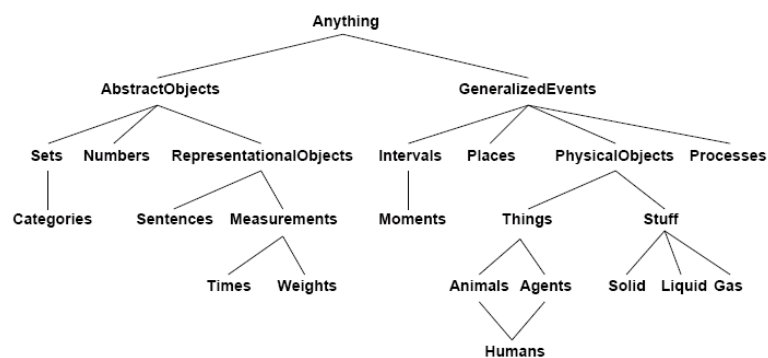 Anything
AbstractObjects GeneralizedEvents
Sets Numbers RepresentationalObjects Intervals Places PhysicalObjects Processes
Categories Sentences Measurements Moments Things Stuff
Times Weights Animals Agents Solid Liquid Gas
Humans